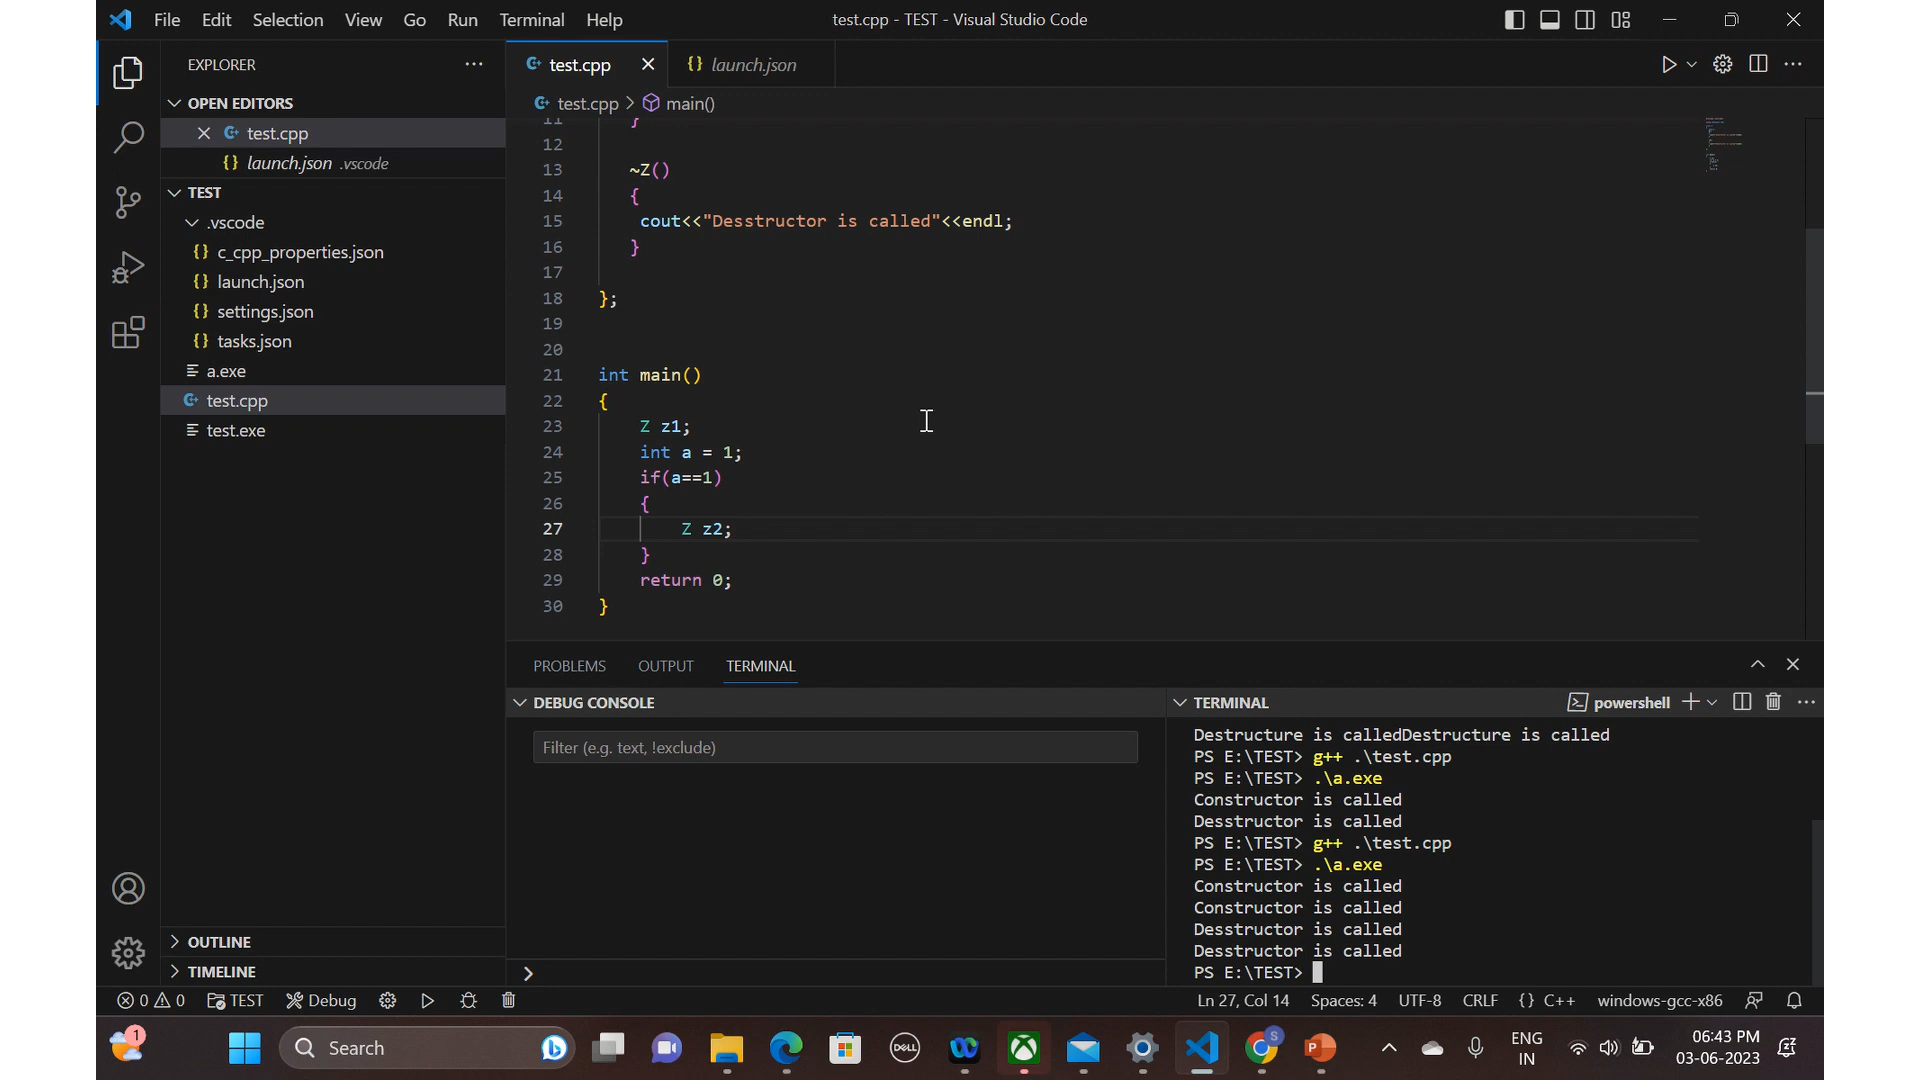 File Edit Selection View Go Run Terminal Help
test.cpp - TEST - Visual Studio Code
EXPLORER
OPEN EDITORS
test.cpp
launch.json .vscode
TEST
.vscode
{} c_cpp_properties.json
{} launch.json
{} settings.json
{} tasks.json
a.exe
test.cpp
test.exe
OUTLINE
TIMELINE
test.cpp
{} launch.json
test.cpp > main()
11 }
12
13 ~Z()
14 {
15 cout<<"Desstructor is called"<<endl;
16 }
17
18 };
19
20
21 int main()
22 {
23 Z z1;
24 int a = 1;
25 if(a==1)
26 {
27 Z z2;
28 }
29 return 0;
30 }
PROBLEMS OUTPUT TERMINAL
DEBUG CONSOLE
Filter (e.g. text, !exclude)
TERMINAL
powershell
Destructure is calledDestructure is called
PS E:\TEST> g++ .\test.cpp
PS E:\TEST> .\a.exe
Constructor is called
Desstructor is called
PS E:\TEST> g++ .\test.cpp
PS E:\TEST> .\a.exe
Constructor is called
Constructor is called
Desstructor is called
Desstructor is called
PS E:\TEST>
0 0 TEST Debug
Ln 27, Col 14 Spaces: 4 UTF-8 CRLF {} C++ windows-gcc-x86
1
Search
DELL
S
P
ENG
IN
06:43 PM
03-06-2023